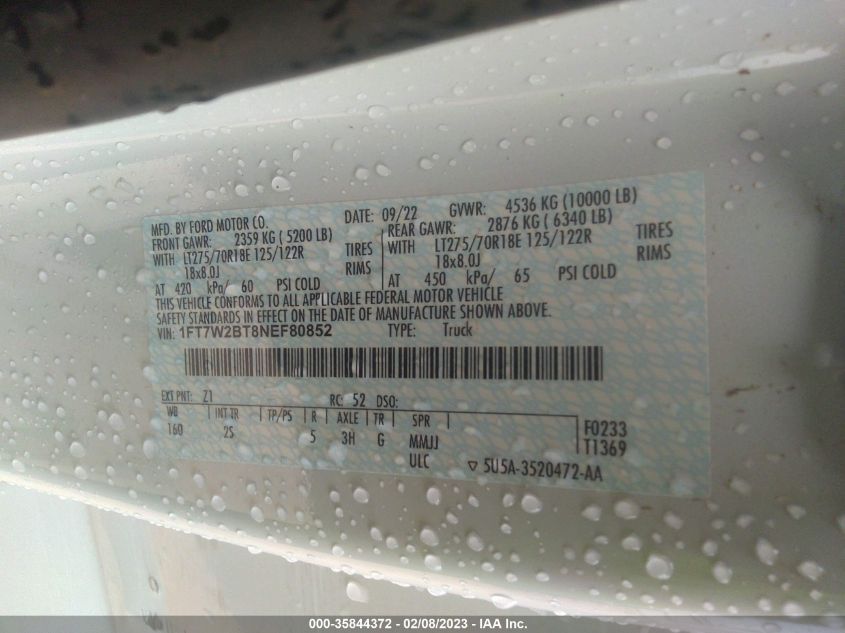 MFD. BY FORD MOTOR CO. DATE: 09/22 GVWR: 4536 KG (10000 LB)
FRONT GAWR: 2359 KG ( 5200 LB) REAR GAWR: 2876 KG ( 6340 LB)
WITH LT275/70R18E 125/122R TIRES WITH LT275/70R18E 125/122R TIRES
18x8.0J RIMS 18x8.0J RIMS
AT 420 kPa/ 60 PSI COLD AT 450 kPa/ 65 PSI COLD
THIS VEHICLE CONFORMS TO ALL APPLICABLE FEDERAL MOTOR VEHICLE
SAFETY STANDARDS IN EFFECT ON THE DATE OF MANUFACTURE SHOWN ABOVE.
VIN: 1FT7W2BT8NEF80852 TYPE: Truck
EXT PNT: Z1 RC: 52 DSO:
WB INT TR TP/PS R AXLE TR SPR F0233
160 2S 5 3H G MMJJ T1369
ULC ▽ 5U5A-3520472-AA
000-35844372 - 02/08/2023 - IAA Inc.